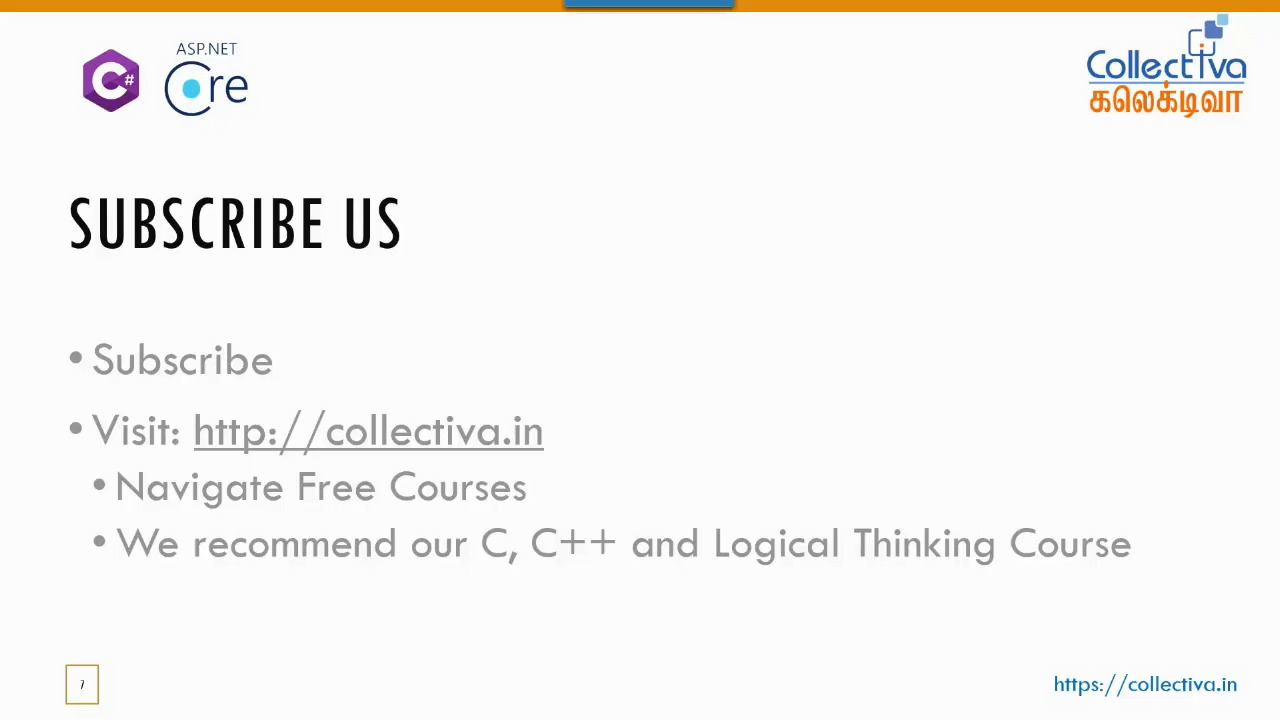 C#
ASP.NET
Core
Collectiva
கலெக்டிவா
SUBSCRIBE US
• Subscribe
• Visit: http://collectiva.in
• Navigate Free Courses
• We recommend our C, C++ and Logical Thinking Course
7
https://collectiva.in